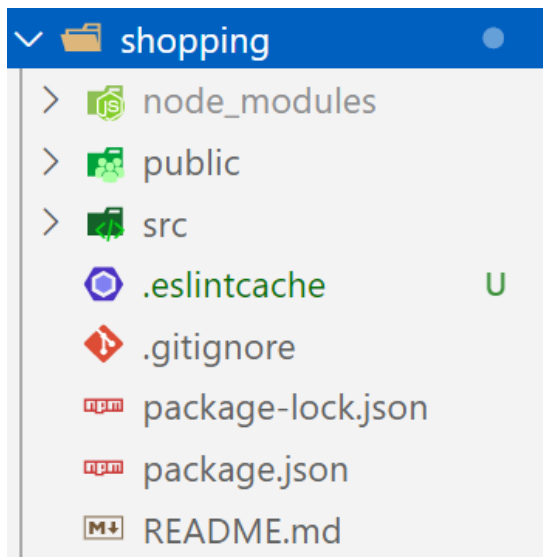 shopping
node_modules
public
src
.eslintcache U
.gitignore
package-lock.json
package.json
README.md